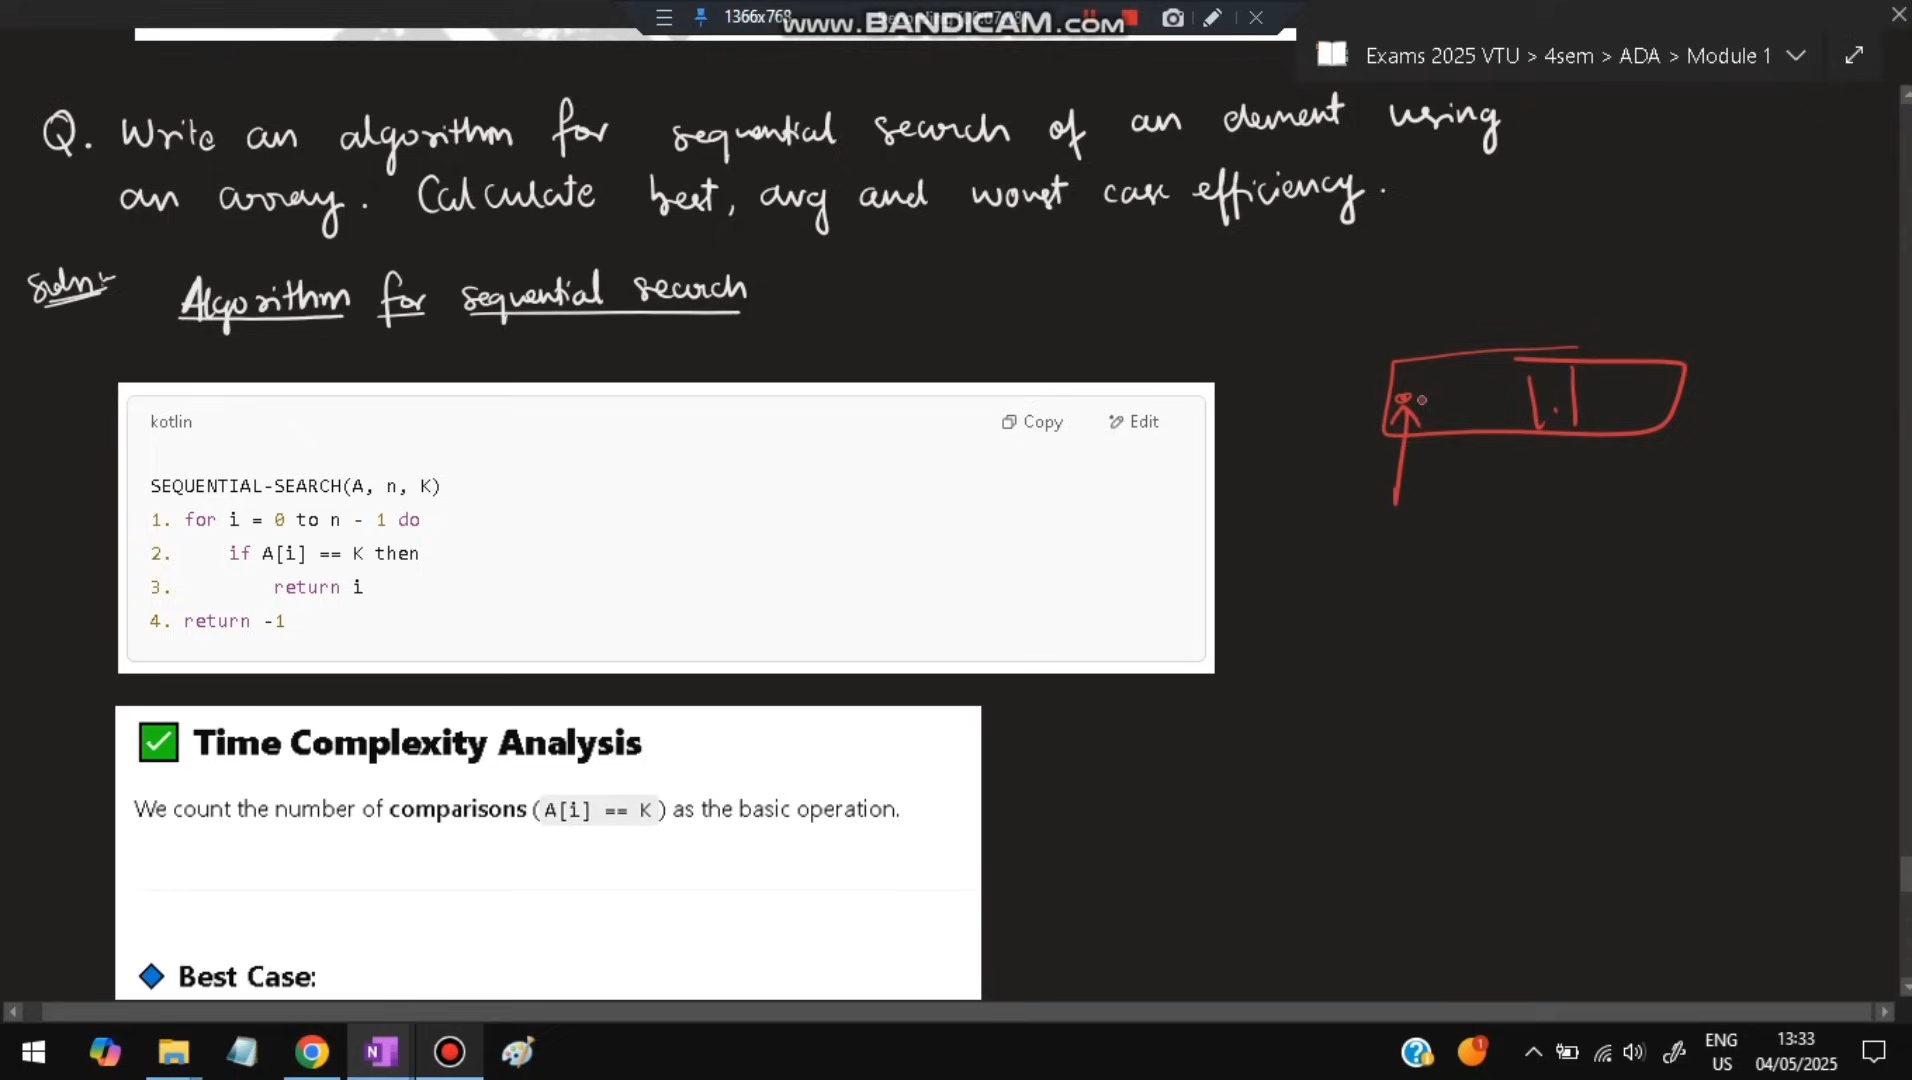 1366x768
www.BANDICAM.com
Exams 2025 VTU > 4sem > ADA > Module 1
Q. Write an algorithm for sequential search of an element using
an array. Calculate best, avg and worst case efficiency.
Soln:-
Algorithm for sequential search
kotlin
Copy
Edit
SEQUENTIAL-SEARCH(A, n, K)
1. for i = 0 to n - 1 do
2. if A[i] == K then
3. return i
4. return -1
Time Complexity Analysis
We count the number of comparisons (A[i] == K) as the basic operation.
Best Case:
ENG
US
13:33
04/05/2025